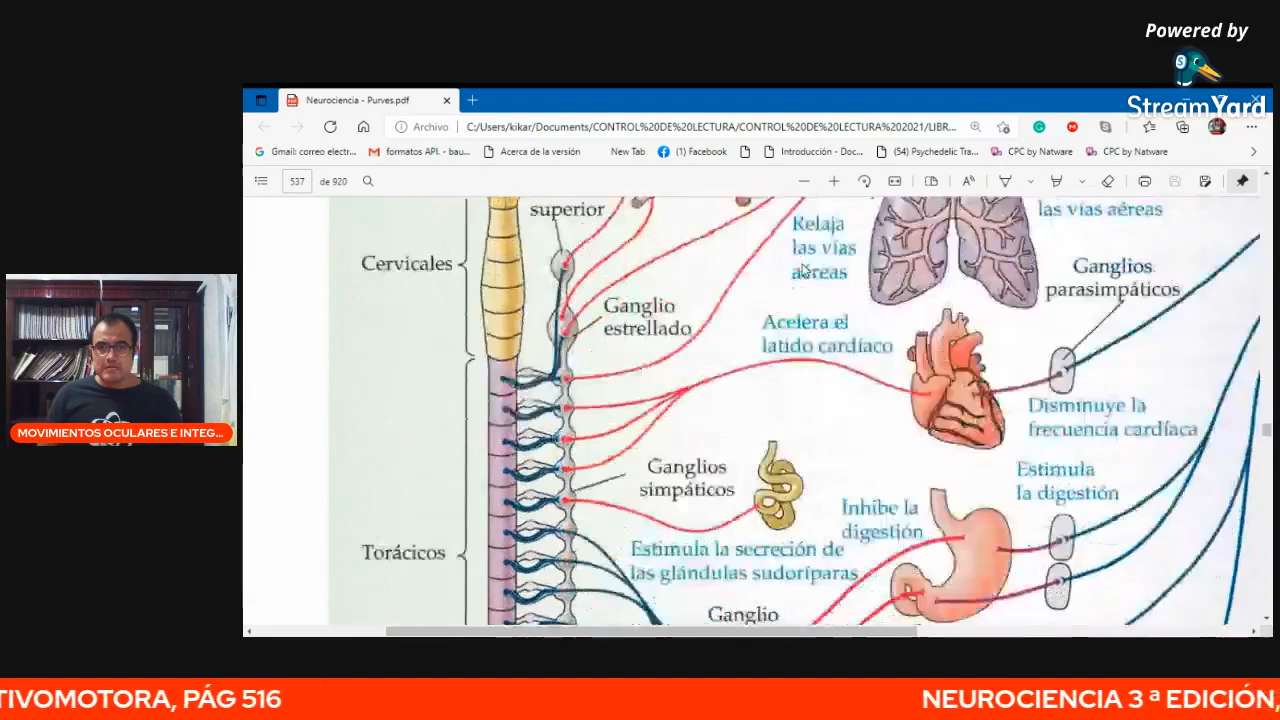 Powered by
StreamYard
Neurociencia - Purves.pdf
Archivo
C:/Users/kikar/Documents/CONTROL%20DE%20LECTURA/CONTROL%20DE%20LECTURA%202021/LIBR...
Gmail: correo electr...
formatos API. - bau...
Acerca de la versión
New Tab
(1) Facebook
Introducción - Doc...
(54) Psychedelic Tra...
CPC by Natware
CPC by Natware
537
de 920
superior
Cervicales
Ganglio
estrellado
Relaja
las vías
aéreas
las vías aéreas
Ganglios
parasimpáticos
Acelera el
latido cardíaco
Disminuye la
frecuencia cardíaca
Ganglios
simpáticos
Estimula
la digestión
Inhibe la
digestión
Torácicos
Estimula la secreción de
las glándulas sudoríparas
Ganglio
MOVIMIENTOS OCULARES E INTEG...
TIVOMOTORA, PÁG 516
NEUROCIENCIA 3 ª EDICIÓN,